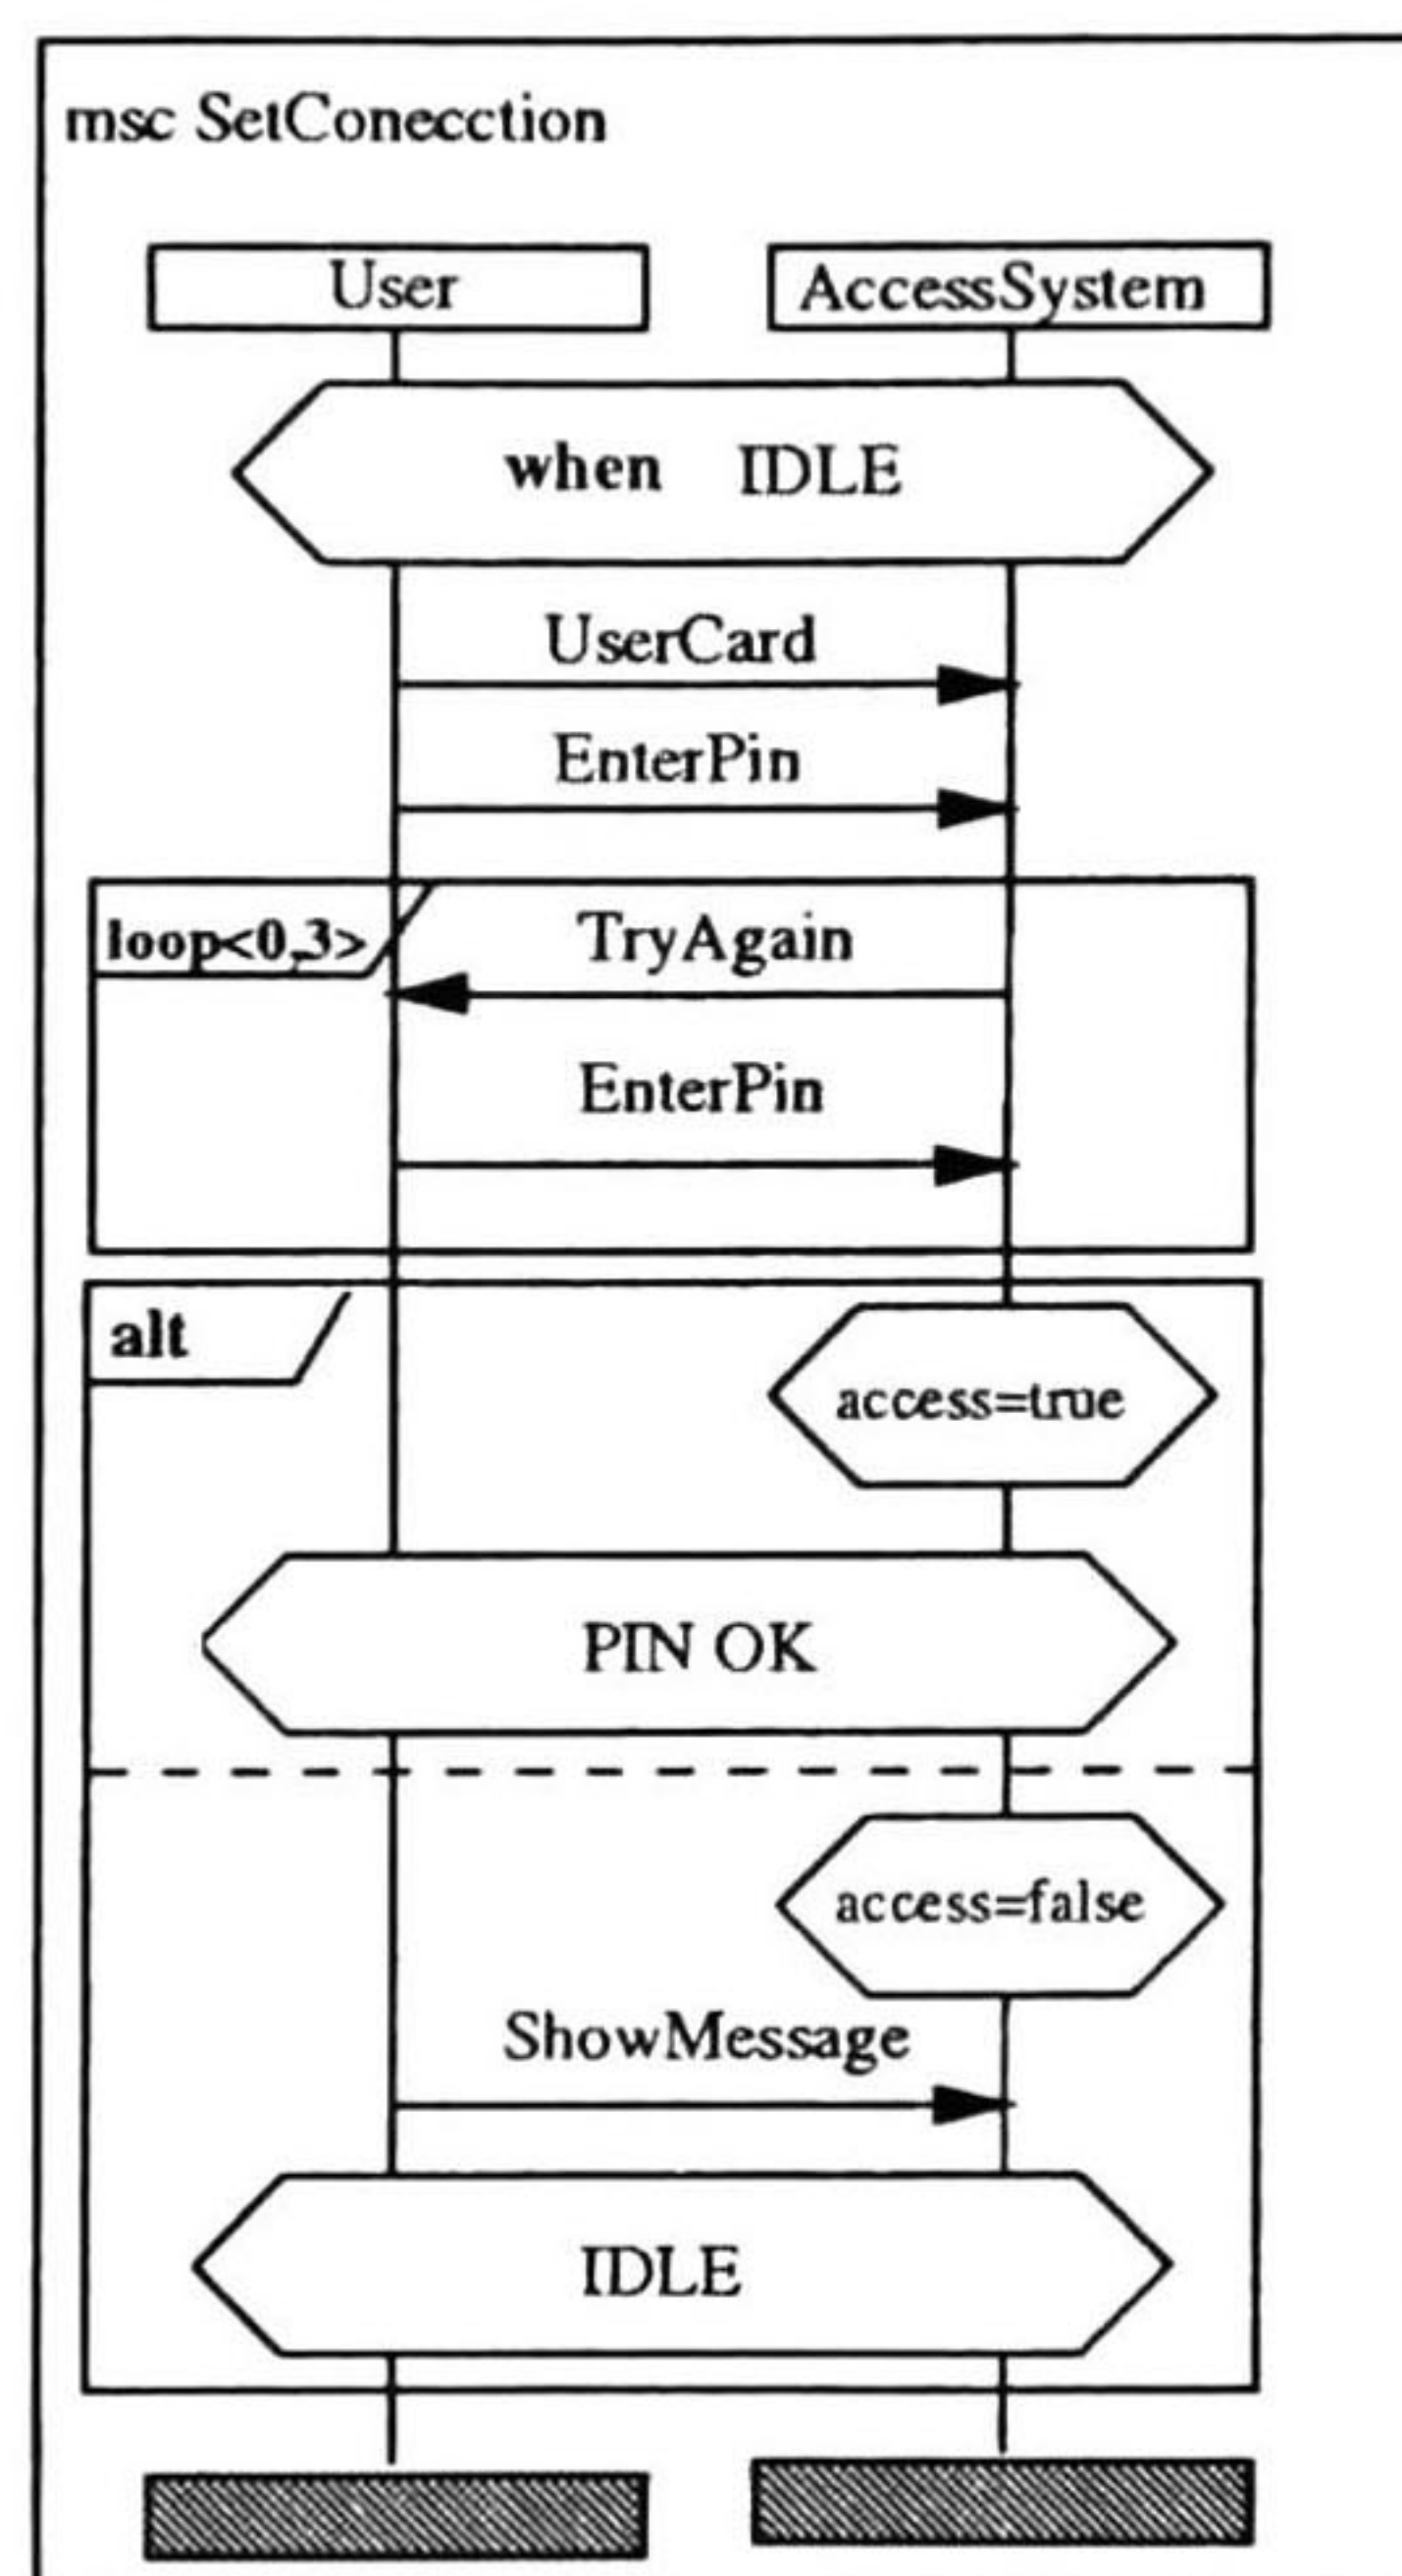 msc SetConecction
User
AccessSystem
when IDLE
UserCard
EnterPin
loop<0,3>
TryAgain
EnterPin
alt
access=true
PIN OK
access=false
ShowMessage
IDLE